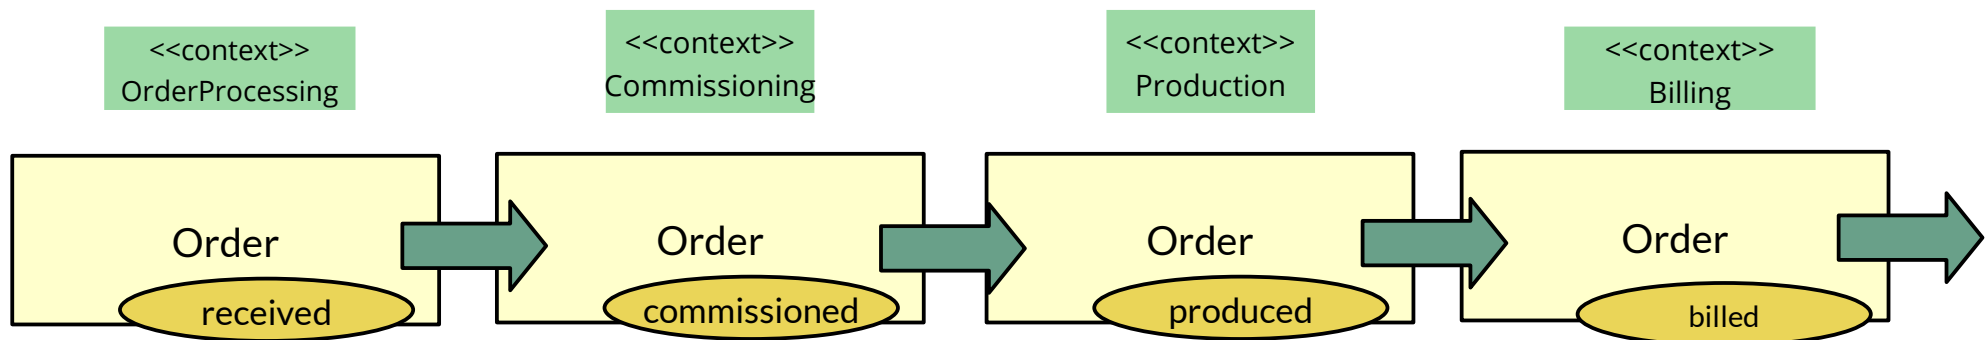 <<context>>
OrderProcessing
<<context>>
Commissioning
<<context>>
Production
<<context>>
Billing
Order
received
Order
commissioned
Order
produced
Order
billed